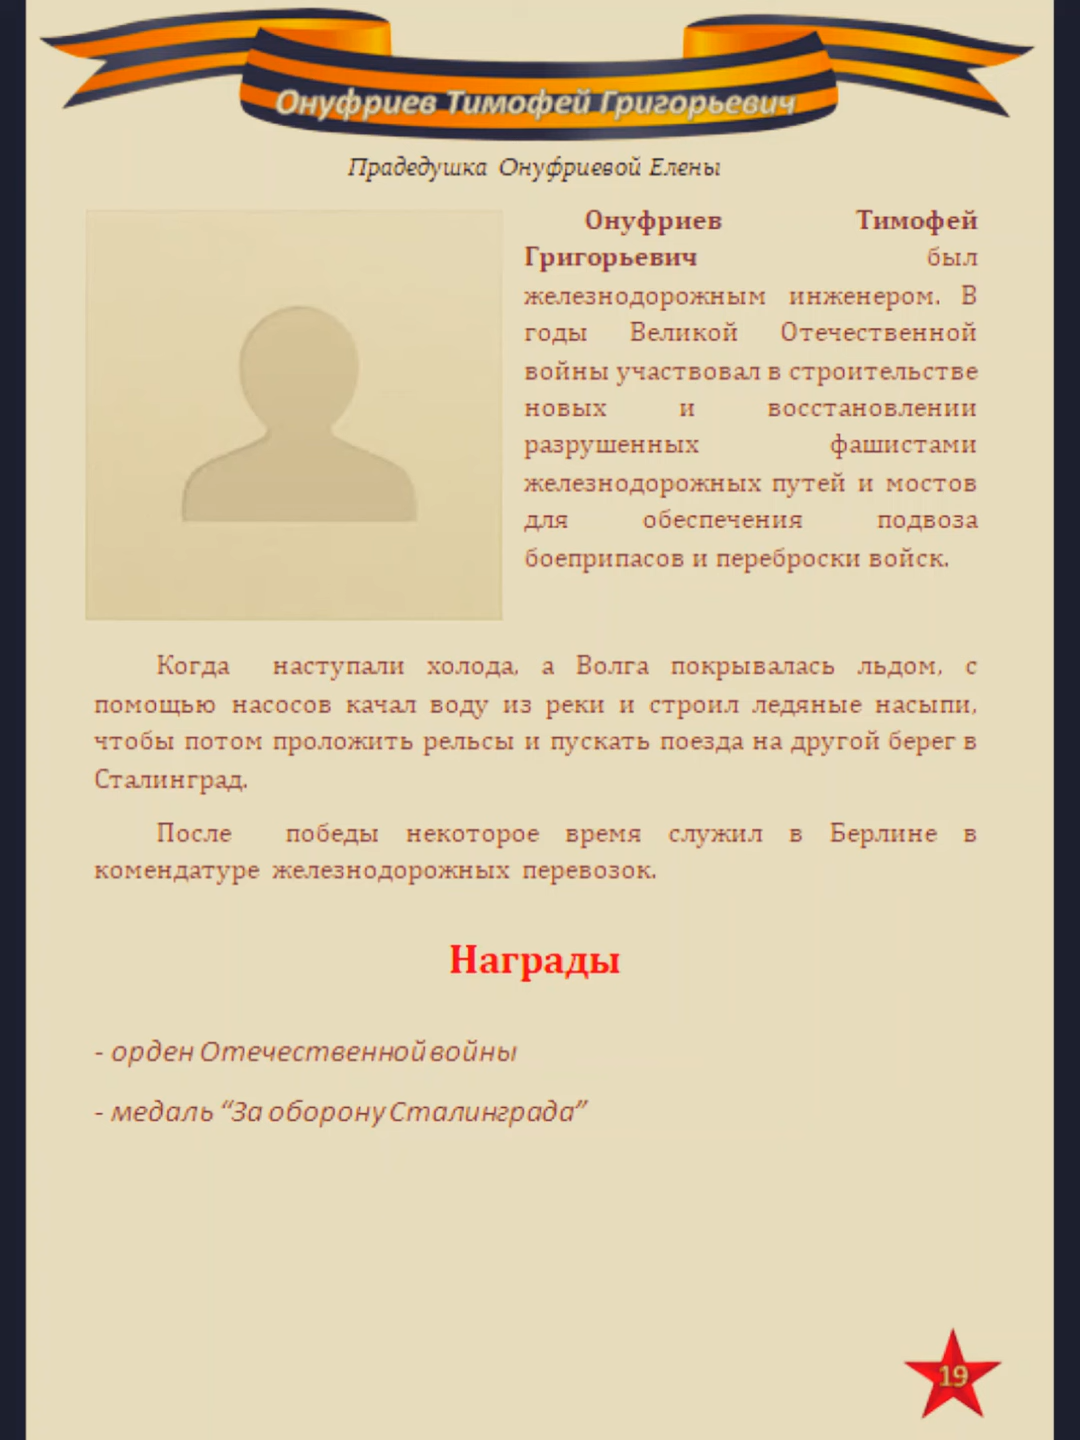 Онуфриев Тимофей Григорьевич
Прадедушка Онуфриевой Елены
Онуфриев Тимофей
Григорьевич был
железнодорожным инженером. В
годы Великой Отечественной
войны участвовал в строительстве
новых и восстановлении
разрушенных фашистами
железнодорожных путей и мостов
для обеспечения подвоза
боеприпасов и переброски войск.
Когда наступали холода, а Волга покрывалась льдом, с
помощью насосов качал воду из реки и строил ледяные насыпи,
чтобы потом проложить рельсы и пускать поезда на другой берег в
Сталинград.
После победы некоторое время служил в Берлине в
комендатуре железнодорожных перевозок.
Награды
- орден Отечественной войны
- медаль “За оборону Сталинграда”
19